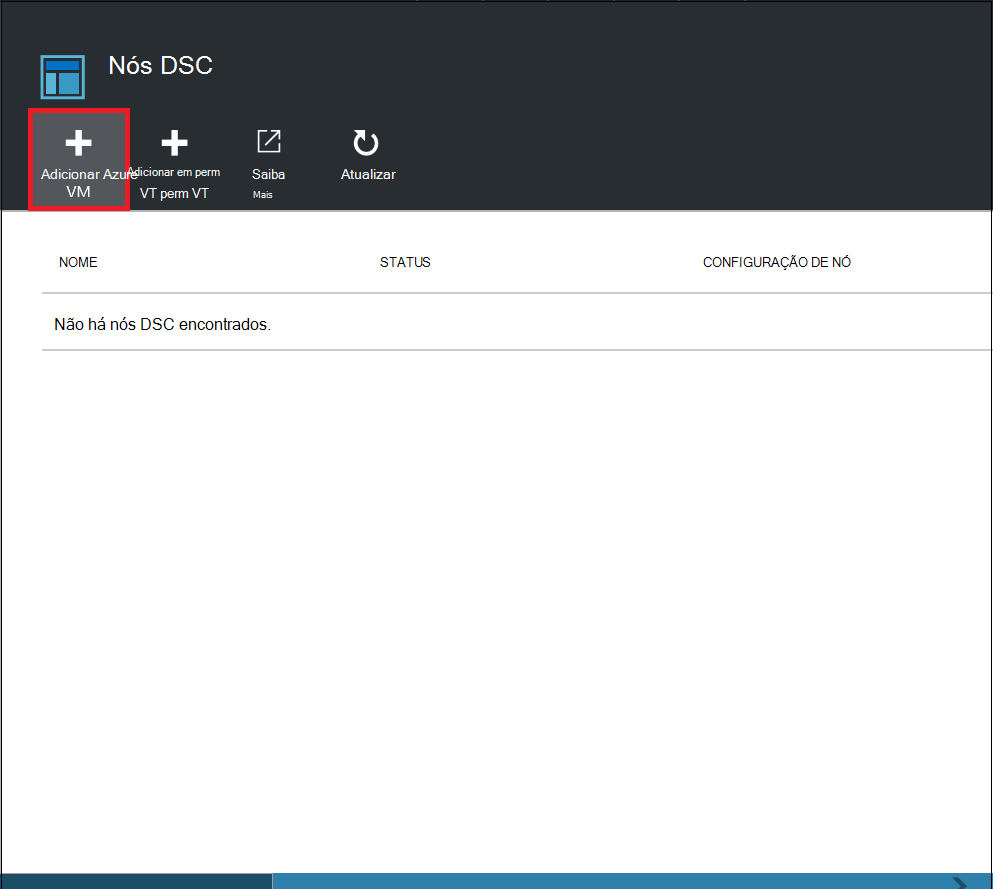 Nós DSC
Adicionar Azure
VM
Adicionar em perm
VT perm VT
Saiba
Mais
Atualizar
NOME STATUS CONFIGURAÇÃO DE NÓ
Não há nós DSC encontrados.